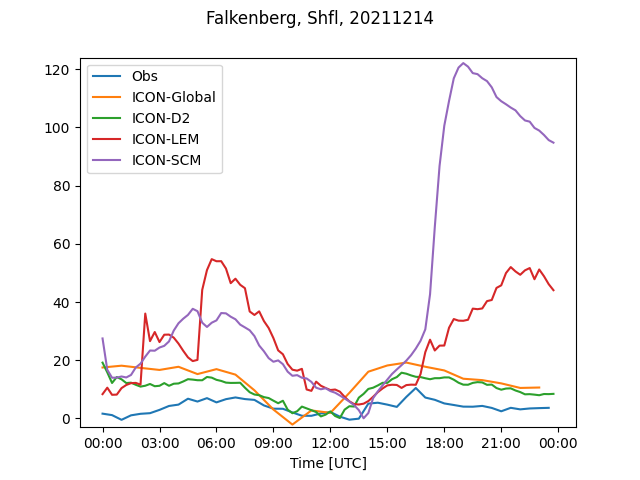 Falkenberg, Shfl, 20211214
Obs
ICON-Global
ICON-D2
ICON-LEM
ICON-SCM
120
100
80
60
40
20
0
00:00 03:00 06:00 09:00 12:00 15:00 18:00 21:00 00:00
Time [UTC]